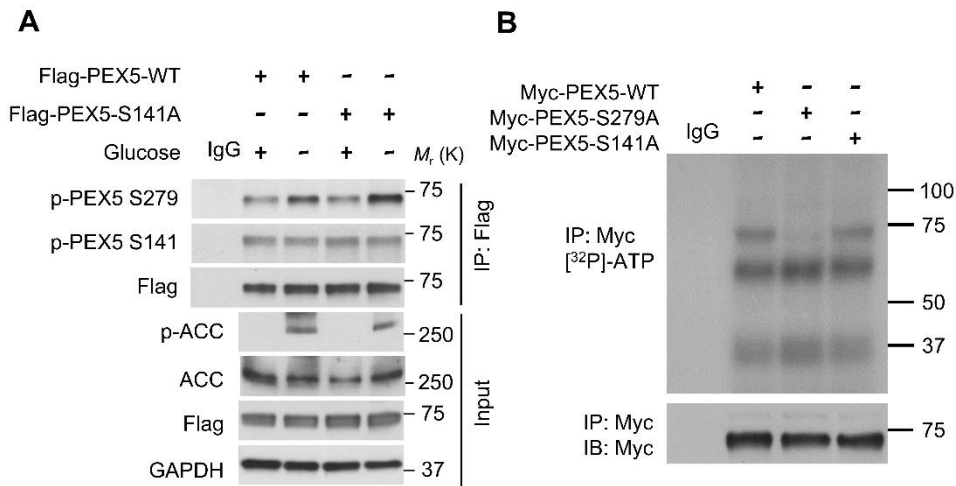 A
Flag-PEX5-WT + + - -
Flag-PEX5-S141A - - + +
Glucose IgG + - + - Mr (K)
p-PEX5 S279 75
p-PEX5 S141 75
Flag 75
IP: Flag
p-ACC 250
ACC 250
Flag 75
GAPDH 37
Input
B
Myc-PEX5-WT + - -
Myc-PEX5-S279A - + -
Myc-PEX5-S141A IgG - - +
100
75
IP: Myc
[³²P]-ATP
50
37
IP: Myc
IB: Myc
75